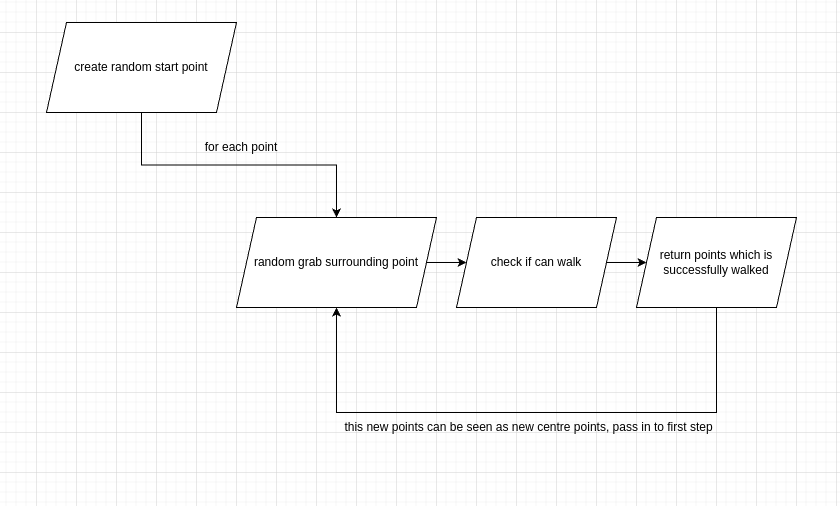 create random start point
for each point
random grab surrounding point
check if can walk
return points which is
successfully walked
this new points can be seen as new centre points, pass in to first step